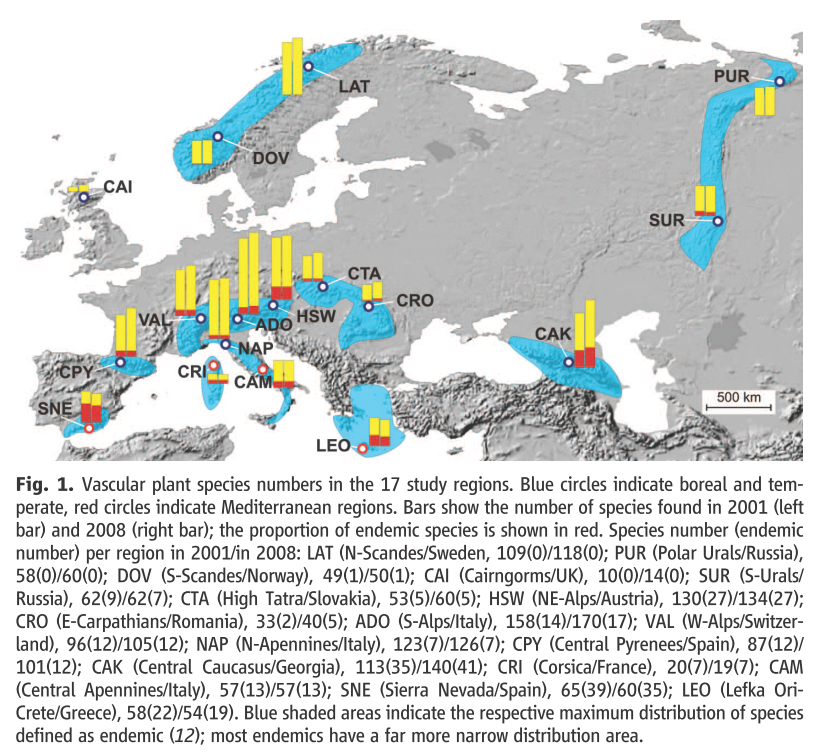 PUR
LAT
DOV
CAI
SUR
CTA
CRO
HSW
VAL
ADO
NAP
CAK
CPY
CRI
CAM
500 km
SNE
LEO
Fig. 1. Vascular plant species numbers in the 17 study regions. Blue circles indicate boreal and tem-
perate, red circles indicate Mediterranean regions. Bars show the number of species found in 2001 (left
bar) and 2008 (right bar); the proportion of endemic species is shown in red. Species number (endemic
number) per region in 2001/in 2008: LAT (N-Scandes/Sweden, 109(0)/118(0); PUR (Polar Urals/Russia),
58(0)/60(0); DOV (S-Scandes/Norway), 49(1)/50(1); CAI (Cairngorms/UK), 10(0)/14(0); SUR (S-Urals/
Russia), 62(9)/62(7); CTA (High Tatra/Slovakia), 53(5)/60(5); HSW (NE-Alps/Austria), 130(27)/134(27);
CRO (E-Carpathians/Romania), 33(2)/40(5); ADO (S-Alps/Italy), 158(14)/170(17); VAL (W-Alps/Switzer-
land), 96(12)/105(12); NAP (N-Apennines/Italy), 123(7)/126(7); CPY (Central Pyrenees/Spain), 87(12)/
101(12); CAK (Central Caucasus/Georgia), 113(35)/140(41); CRI (Corsica/France), 20(7)/19(7); CAM
(Central Apennines/Italy), 57(13)/57(13); SNE (Sierra Nevada/Spain), 65(39)/60(35); LEO (Lefka Ori-
Crete/Greece), 58(22)/54(19). Blue shaded areas indicate the respective maximum distribution of species
defined as endemic (12); most endemics have a far more narrow distribution area.